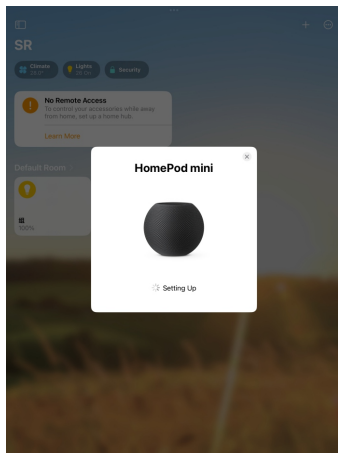 SR
Climate
Lights
Security
No Remote Access
To control your accessories while away
from home, set up a home hub.
Learn More
Default Room
HomePod mini
100%
Setting Up